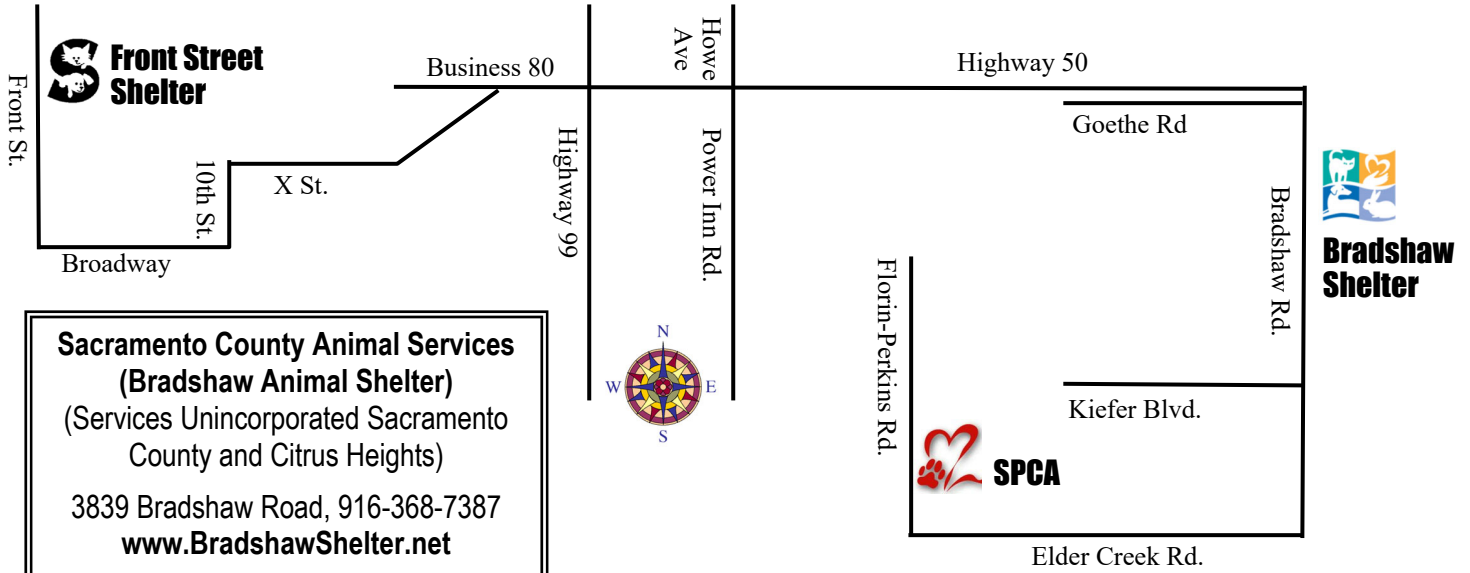 Front St.
Front Street
Shelter
Business 80
Howe
Ave
Highway 50
Goethe Rd
10th St.
X St.
Highway 99
Power Inn Rd.
Bradshaw Rd.
Bradshaw
Shelter
Broadway
Florin-Perkins Rd.
N
W
E
S
Kiefer Blvd.
SPCA
Elder Creek Rd.
Sacramento County Animal Services
(Bradshaw Animal Shelter)
(Services Unincorporated Sacramento
County and Citrus Heights)
3839 Bradshaw Road, 916-368-7387
www.BradshawShelter.net